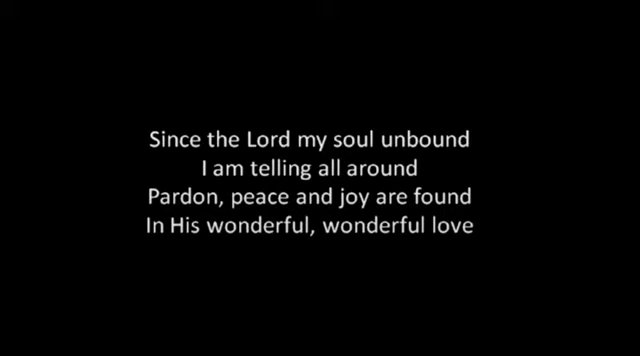 Since the Lord my soul unbound
I am telling all around
Pardon, peace and joy are found
In His wonderful, wonderful love